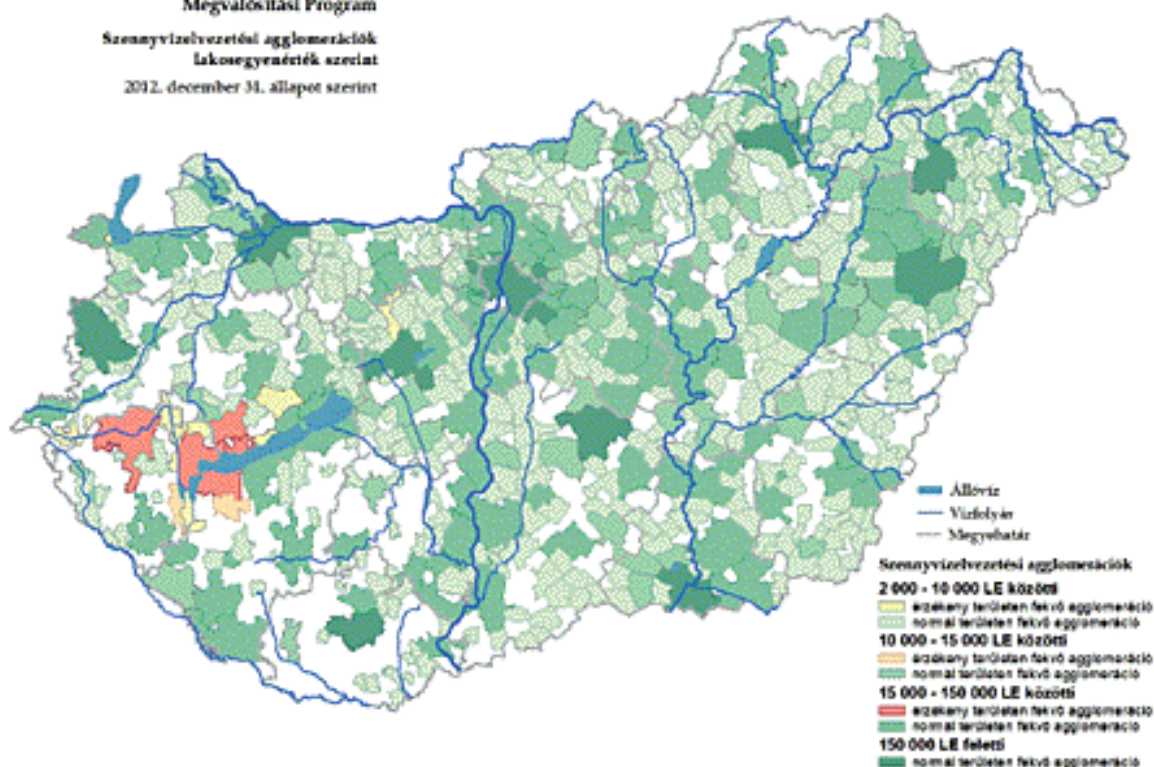 Megvalósítási Program
Szennyvízelvezetési agglomerációk
lakosegyenérték szerint
2012. december 31. állapot szerint
Állóvíz
Vízfolyás
Megyehatár
Szennyvízelvezetési agglomerációk
2 000 - 10 000 LE közötti
érzékeny területen fekvő agglomeráció
normál területen fekvő agglomeráció
10 000 - 15 000 LE közötti
érzékeny területen fekvő agglomeráció
normál területen fekvő agglomeráció
15 000 - 150 000 LE közötti
érzékeny területen fekvő agglomeráció
normál területen fekvő agglomeráció
150 000 LE feletti
normál területen fekvő agglomeráció